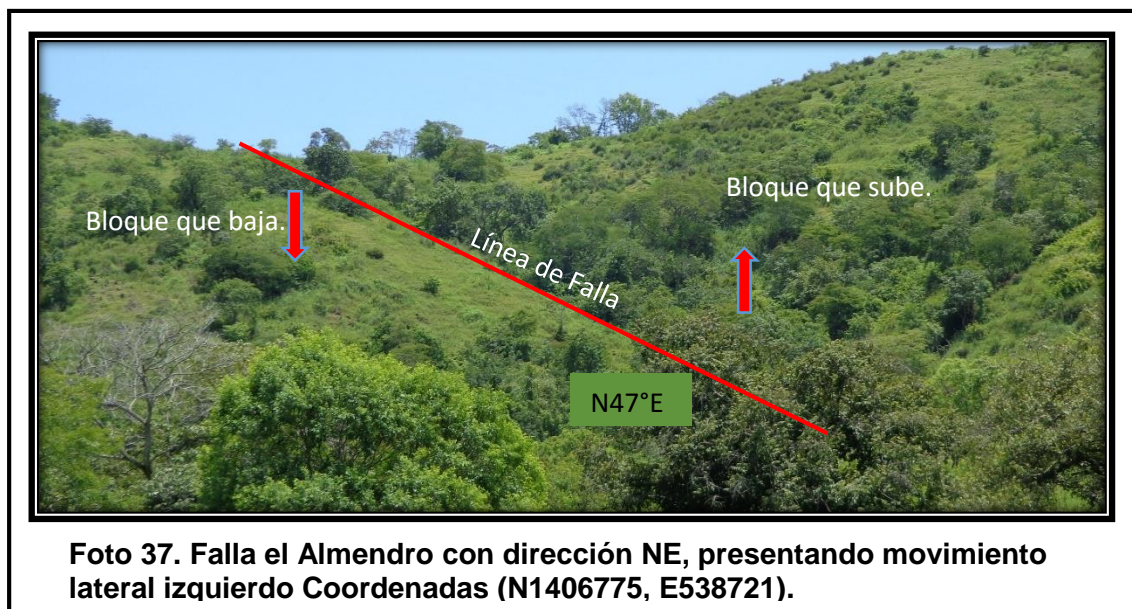 Bloque que sube.
Bloque que baja.
Línea de Falla
N47°E
Foto 37. Falla el Almendro con dirección NE, presentando movimiento
lateral izquierdo Coordenadas (N1406775, E538721).